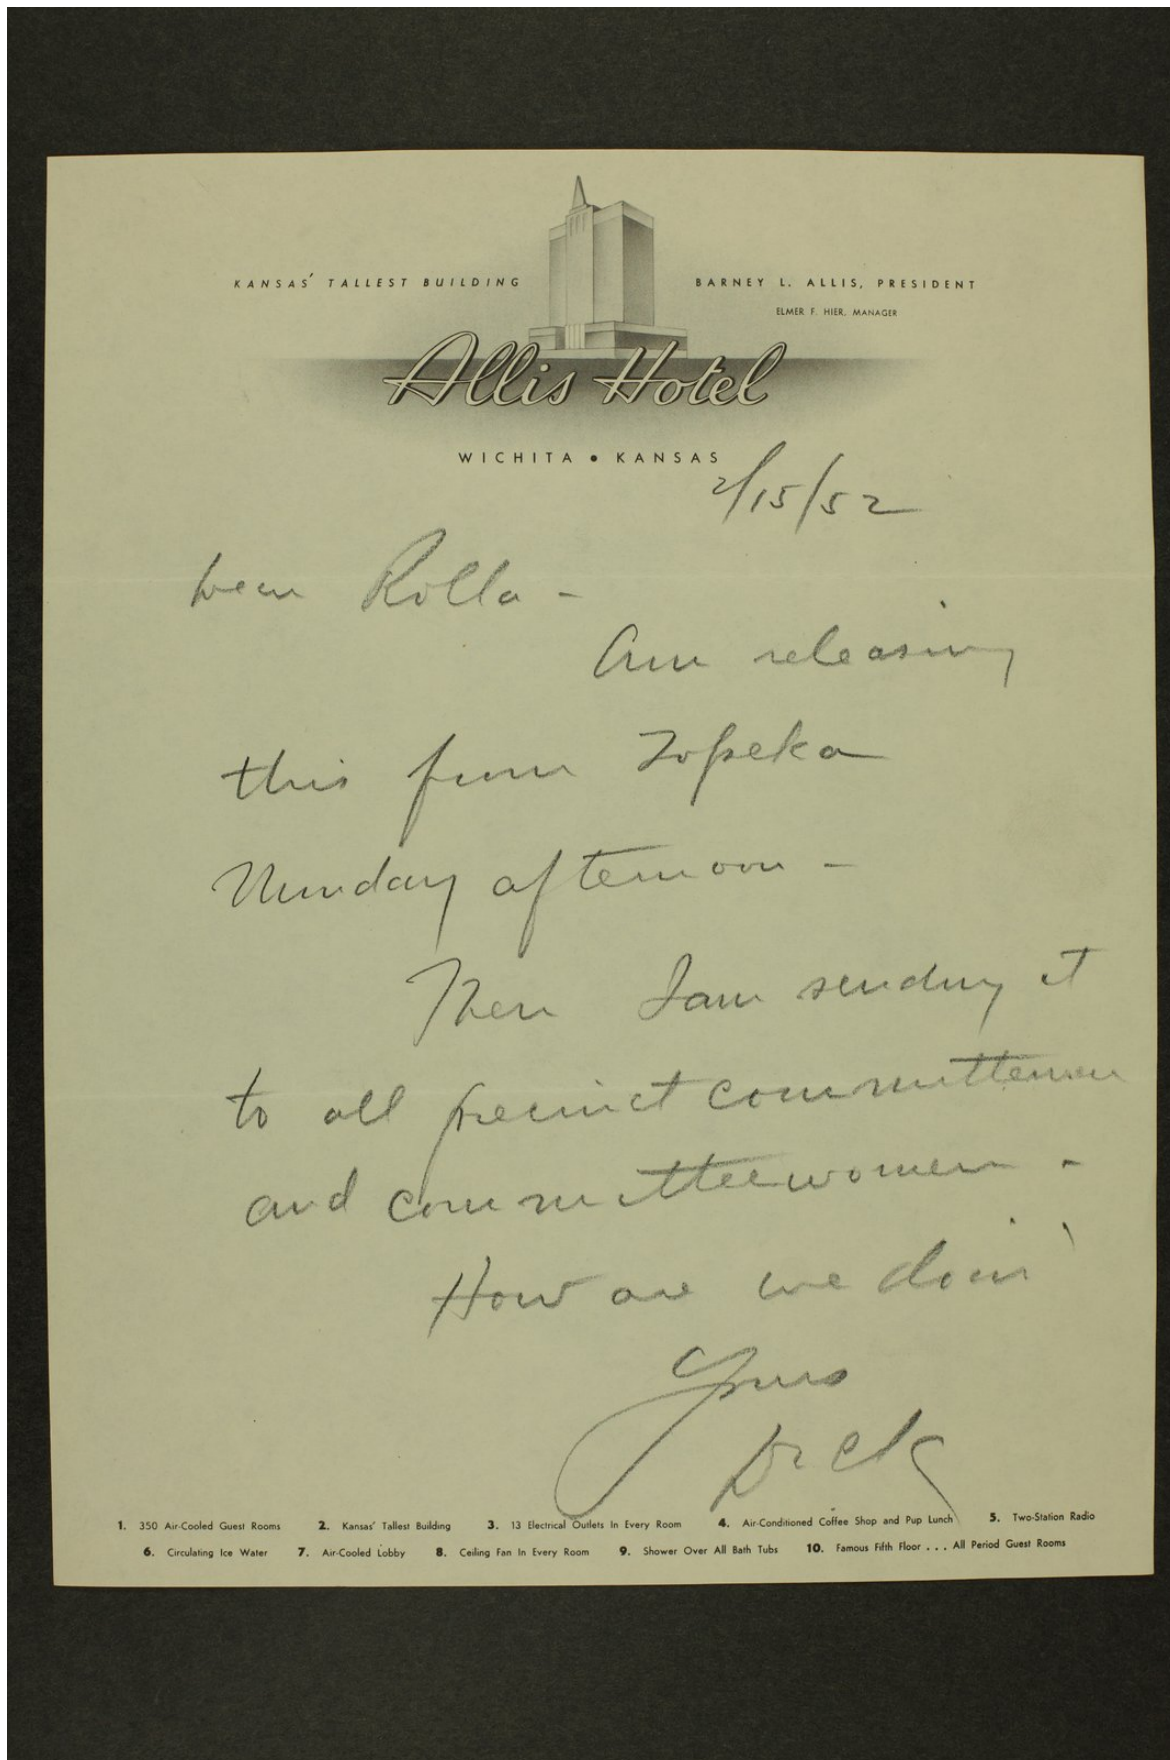 KANSAS' TALLEST BUILDING
BARNEY L. ALLIS, PRESIDENT
ELMER F. HIER, MANAGER
Allis Hotel
WICHITA • KANSAS
2/15/52
Dear Rolla -
Am releasing
this from Topeka
Monday afternoon -
Then I am sending it
to all precinct committeemen
and committeewomen -
How are we doin'
Yours
Dick
1. 350 Air-Cooled Guest Rooms 2. Kansas' Tallest Building 3. 13 Electrical Outlets In Every Room 4. Air-Conditioned Coffee Shop and Pup Lunch 5. Two-Station Radio
6. Circulating Ice Water 7. Air-Cooled Lobby 8. Ceiling Fan In Every Room 9. Shower Over All Bath Tubs 10. Famous Fifth Floor . . . All Period Guest Rooms